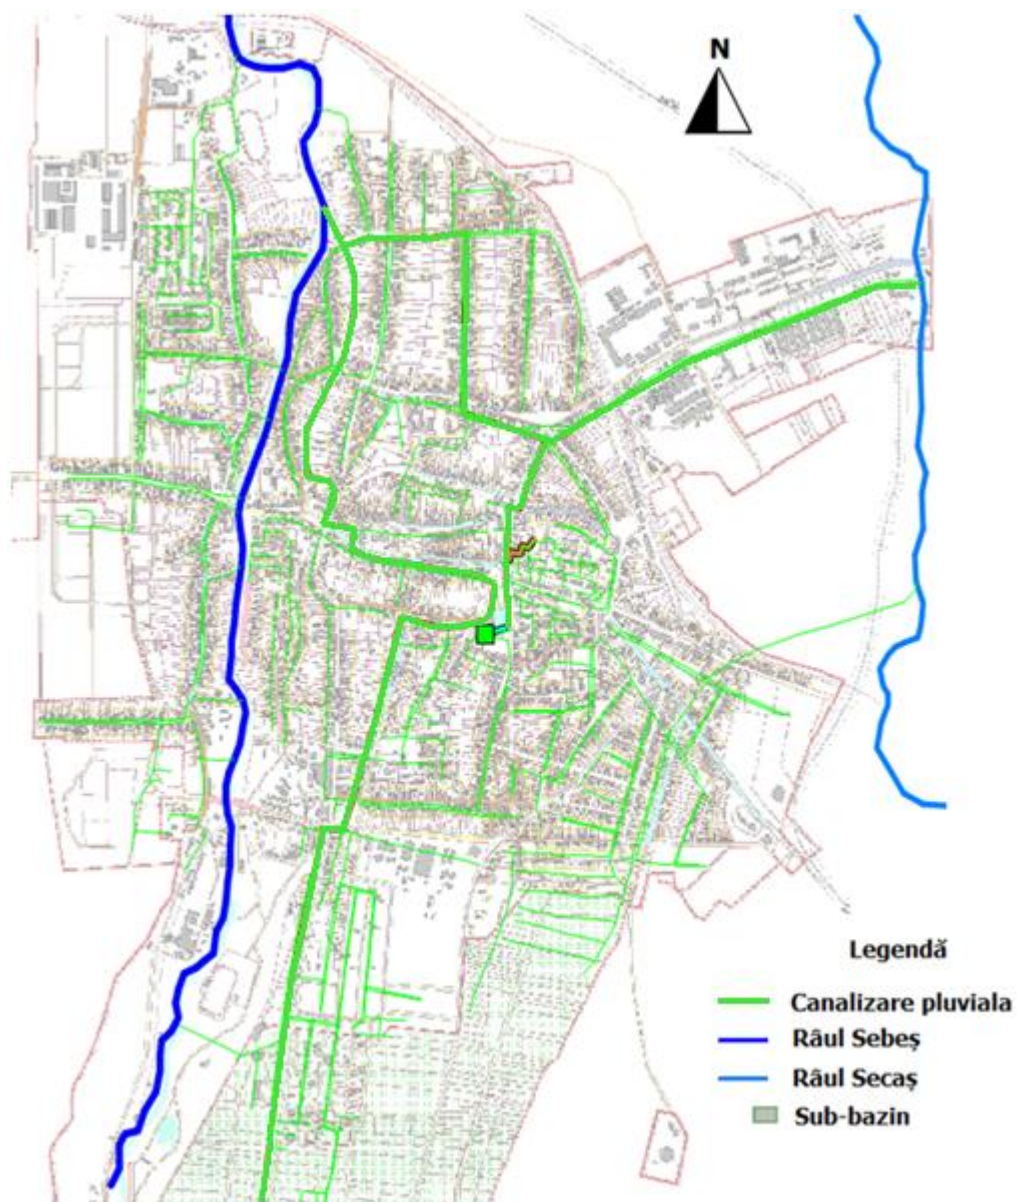 N
Legendă
Canalizare pluviala
Râul Sebeș
Râul Secaș
Sub-bazin